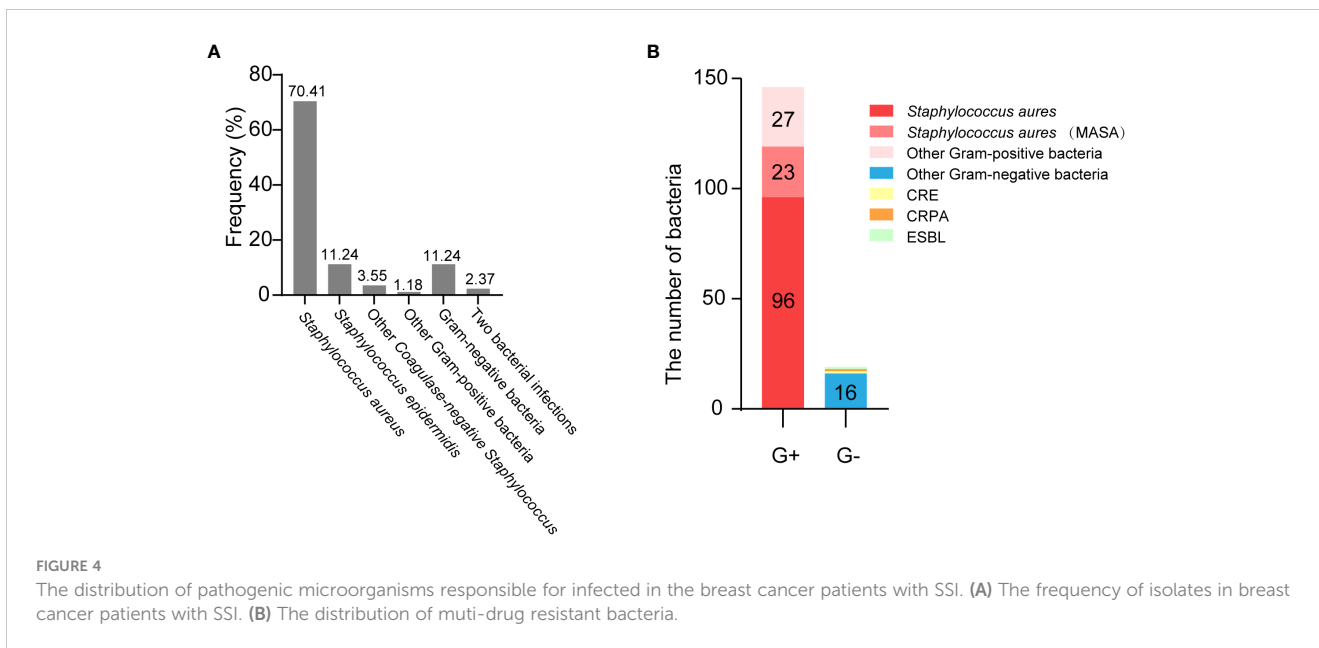 A
Frequency (%)
80
60
40
20
0
70.41
11.24
3.55
1.18
11.24
2.37
Staphylococcus aureus
Staphylococcus epidermidis
Other Coagulase-negative Staphylococcus
Other Gram-positive bacteria
Gram-negative bacteria
Two bacterial infections
B
The number of bacteria
150
100
50
0
27
23
96
16
G+
G-
Staphylococcus aures
Staphylococcus aures （MASA）
Other Gram-positive bacteria
Other Gram-negative bacteria
CRE
CRPA
ESBL
FIGURE 4
The distribution of pathogenic microorganisms responsible for infected in the breast cancer patients with SSI. (A) The frequency of isolates in breast
cancer patients with SSI. (B) The distribution of muti-drug resistant bacteria.